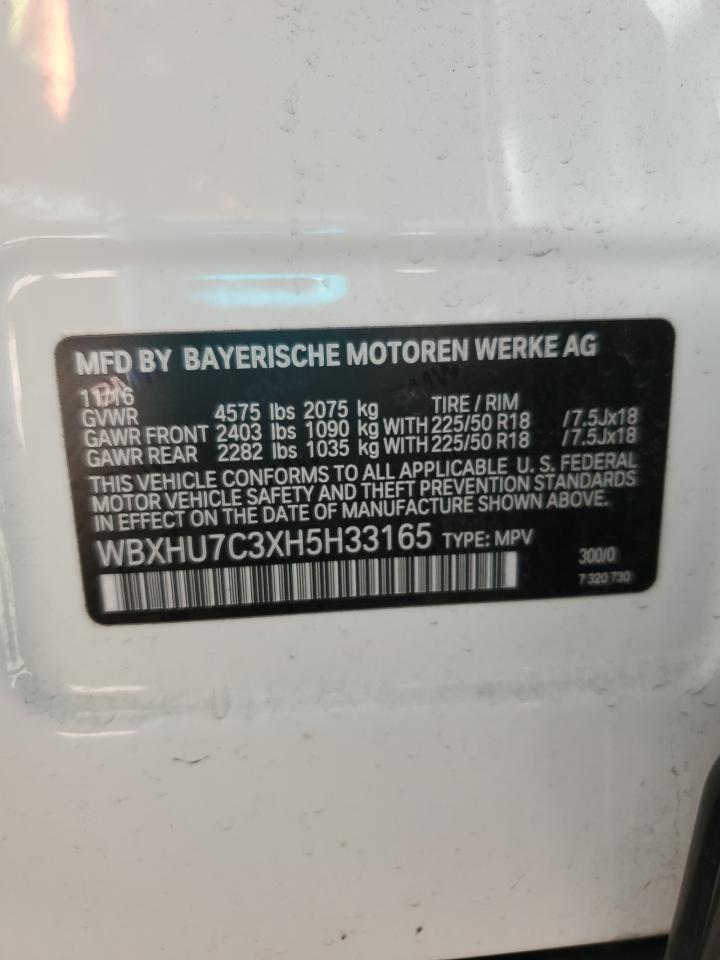 MFD BY BAYERISCHE MOTOREN WERKE AG
11/16
GVWR 4575 lbs 2075 kg TIRE / RIM
GAWR FRONT 2403 lbs 1090 kg WITH 225/50 R18 /7.5Jx18
GAWR REAR 2282 lbs 1035 kg WITH 225/50 R18 /7.5Jx18
THIS VEHICLE CONFORMS TO ALL APPLICABLE U. S. FEDERAL
MOTOR VEHICLE SAFETY AND THEFT PREVENTION STANDARDS
IN EFFECT ON THE DATE OF MANUFACTURE SHOWN ABOVE.
WBXHU7C3XH5H33165 TYPE: MPV
300/0
7 320 730